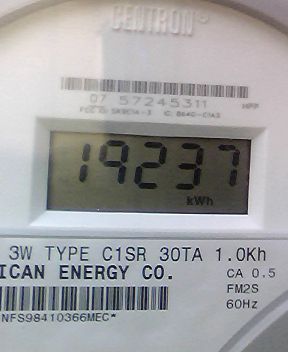 CENTRON®
07 57245311
19237
kWh
3W TYPE C1SR 30TA 1.0Kh
ICAN ENERGY CO.
CA 0.5
FM2S
60Hz
NFS98410366MEC*